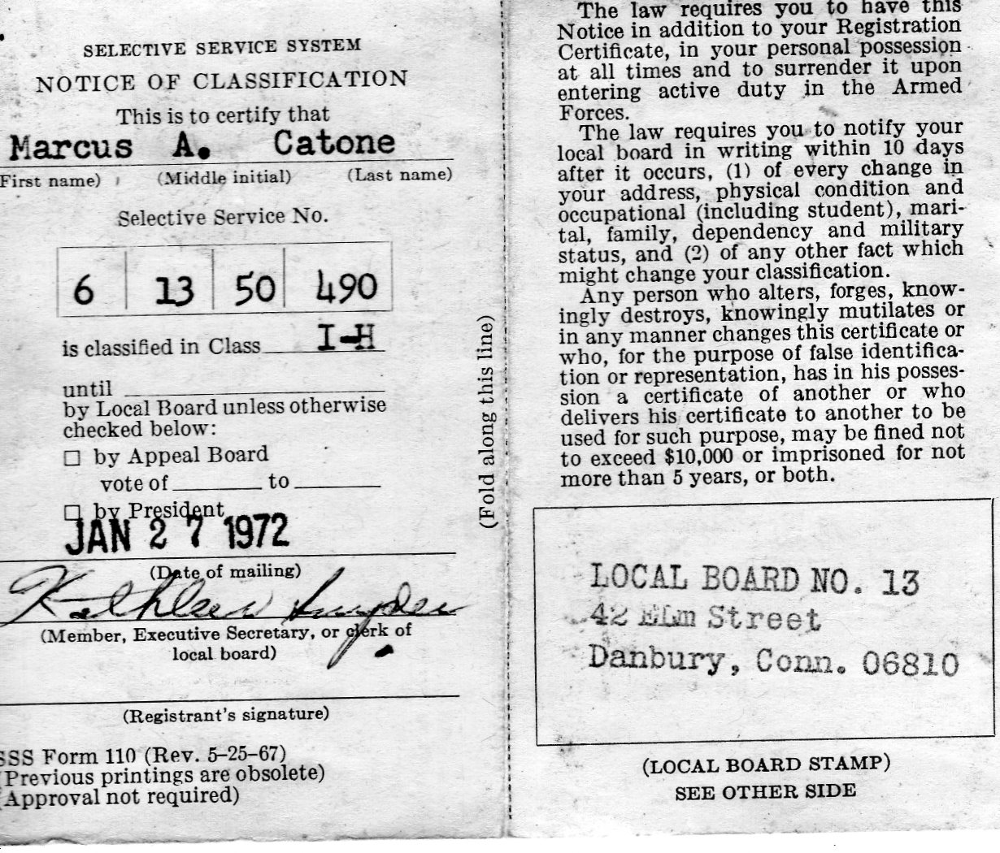 SELECTIVE SERVICE SYSTEM
NOTICE OF CLASSIFICATION
This is to certify that
Marcus A. Catone
First name) (Middle initial) (Last name)
Selective Service No.
6 13 50 490
is classified in Class I-H
until
by Local Board unless otherwise
checked below:
☐ by Appeal Board
vote of ______ to ______
☐ by President
JAN 27 1972
(Date of mailing)
Kathleen Snyder
(Member, Executive Secretary, or clerk of
local board)
(Registrant's signature)
SSS Form 110 (Rev. 5-25-67)
(Previous printings are obsolete)
(Approval not required)
(Fold along this line)
The law requires you to have this
Notice in addition to your Registration
Certificate, in your personal possession
at all times and to surrender it upon
entering active duty in the Armed
Forces.
The law requires you to notify your
local board in writing within 10 days
after it occurs, (1) of every change in
your address, physical condition and
occupational (including student), mari-
tal, family, dependency and military
status, and (2) of any other fact which
might change your classification.
Any person who alters, forges, know-
ingly destroys, knowingly mutilates or
in any manner changes this certificate or
who, for the purpose of false identifica-
tion or representation, has in his posses-
sion a certificate of another or who
delivers his certificate to another to be
used for such purpose, may be fined not
to exceed $10,000 or imprisoned for not
more than 5 years, or both.
LOCAL BOARD NO. 13
42 Elm Street
Danbury, Conn. 06810
(LOCAL BOARD STAMP)
SEE OTHER SIDE